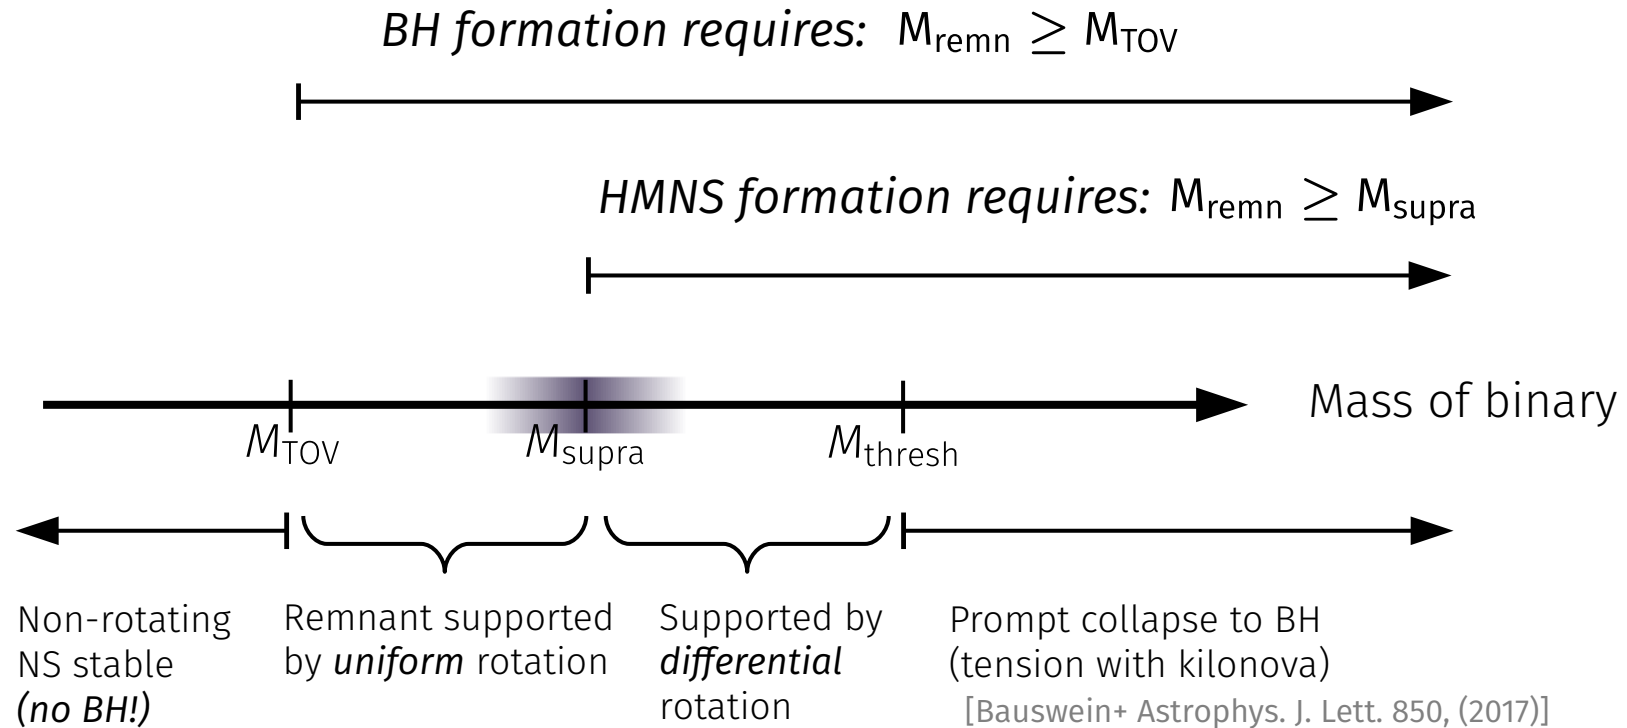 BH formation requires: M_remn ≥ M_TOV
HMNS formation requires: M_remn ≥ M_supra
Mass of binary
M_TOV
M_supra
M_thresh
Non-rotating
NS stable
(no BH!)
Remnant supported
by uniform rotation
Supported by
differential
rotation
Prompt collapse to BH
(tension with kilonova)
[Bauswein+ Astrophys. J. Lett. 850, (2017)]